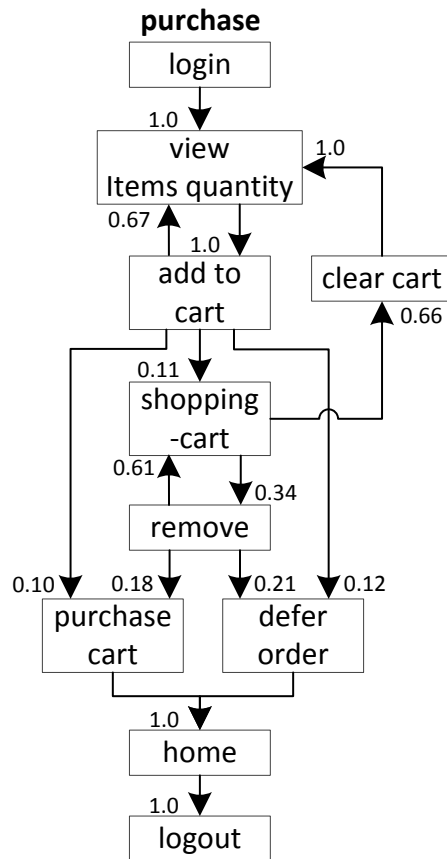 purchase
login
1.0
view
Items quantity
1.0
0.67
1.0
add to
cart
clear cart
0.66
0.11
shopping
-cart
0.61
0.34
remove
0.10
0.18
0.21
0.12
purchase
cart
defer
order
1.0
home
1.0
logout